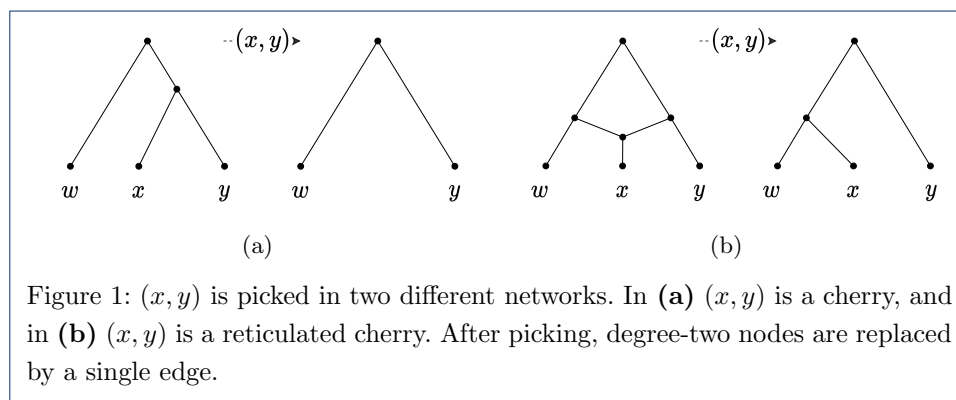 (x, y) (x, y)
w x y w y w x y w x y
(a) (b)
Figure 1: (x, y) is picked in two different networks. In (a) (x, y) is a cherry, and
in (b) (x, y) is a reticulated cherry. After picking, degree-two nodes are replaced
by a single edge.